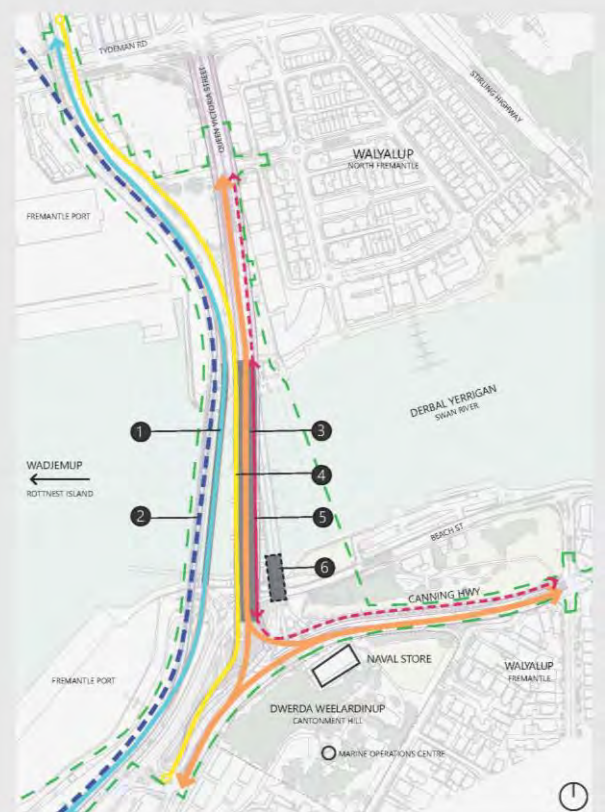 TYDEMAN RD
QUEEN VICTORIA STREET
STIRLING HIGHWAY
WALYALUP
NORTH FREMANTLE
FREMANTLE PORT
DERBAL YERRIGAN
SWAN RIVER
1
3
WADJEMUP
4
ROTTNEST ISLAND
2
5
BEACH ST
6
CANNING HWY
NAVAL STORE
WALYALUP
FREMANTLE
FREMANTLE PORT
DWERDA WEELARDINUP
CANTONMENT HILL
MARINE OPERATIONS CENTRE